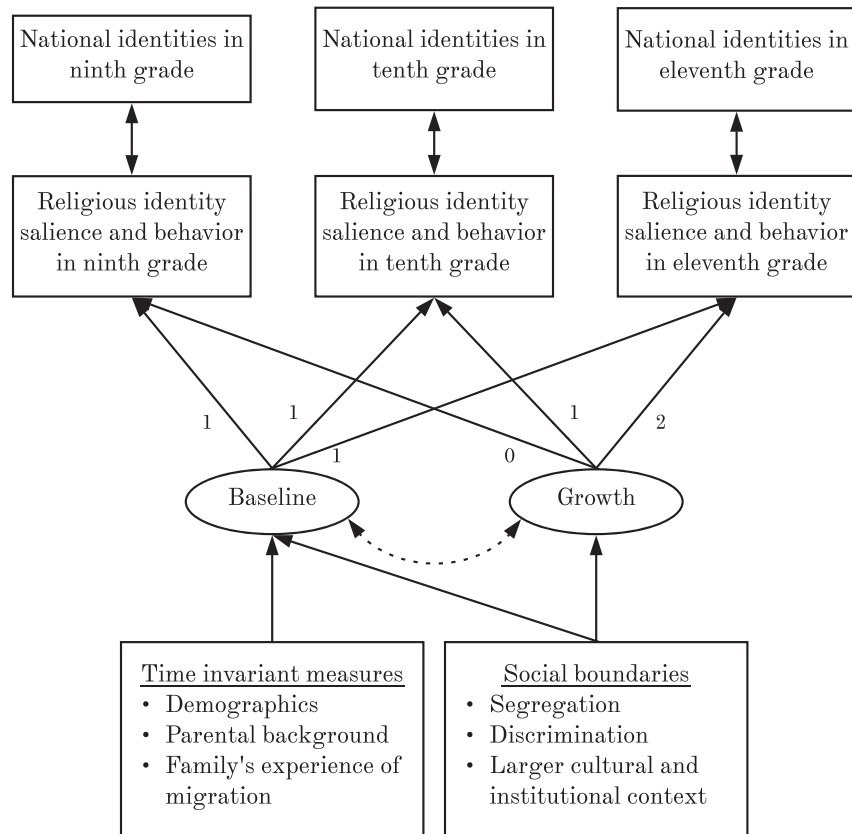 National identities in
ninth grade
National identities in
tenth grade
National identities in
eleventh grade
Religious identity
salience and behavior
in ninth grade
Religious identity
salience and behavior
in tenth grade
Religious identity
salience and behavior
in eleventh grade
1
1
1
0
1
2
Baseline
Growth
Time invariant measures
• Demographics
• Parental background
• Family's experience of
migration
Social boundaries
• Segregation
• Discrimination
• Larger cultural and
institutional context